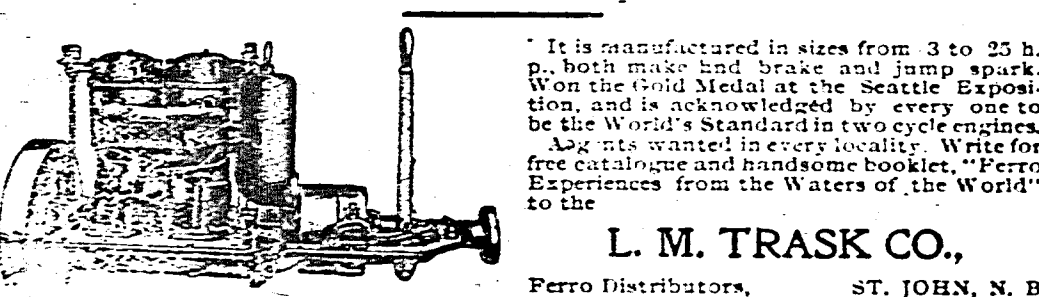 It is manufactured in sizes from 3 to 25 h.
p., both make hnd brake and jump spark.
Won the Gold Medal at the Seattle Exposi-
tion, and is acknowledged by every one to
be the World's Standard in two cycle engines.
Agents wanted in every locality. Write for
free catalogue and handsome booklet, "Ferro
Experiences from the Waters of the World"
to the
L. M. TRASK CO.,
Ferro Distributors, ST. JOHN, N. B